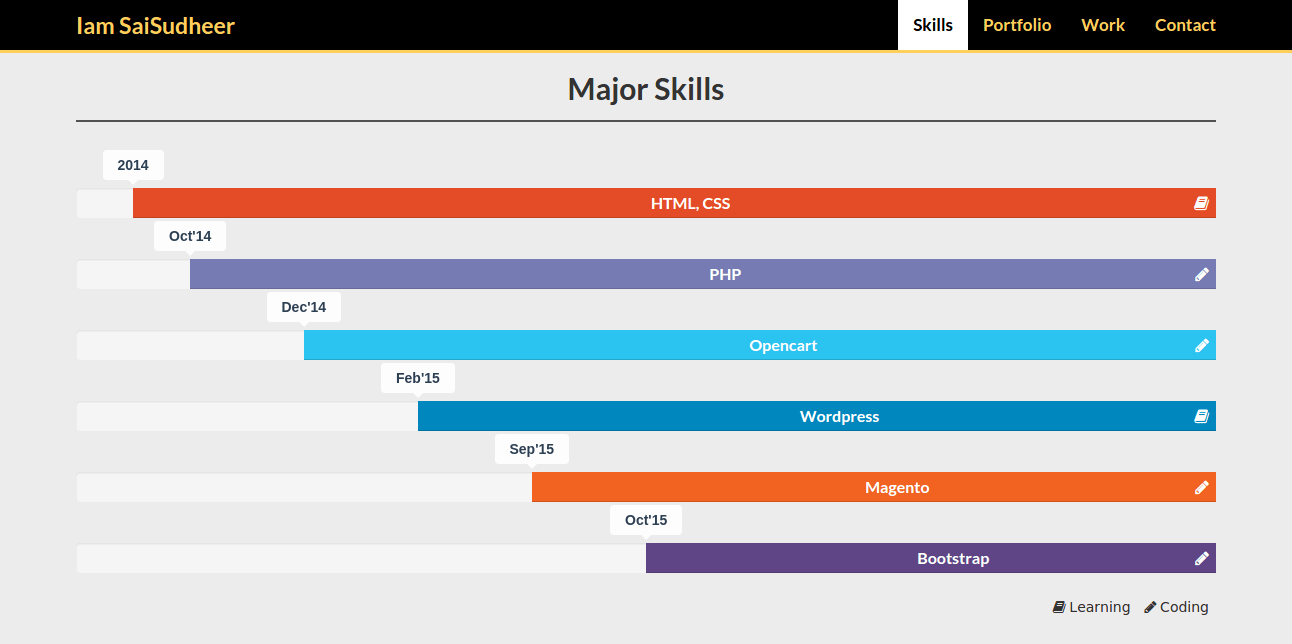 Iam SaiSudheer
Skills Portfolio Work Contact
Major Skills
2014
HTML, CSS
Oct'14
PHP
Dec'14
Opencart
Feb'15
Wordpress
Sep'15
Magento
Oct'15
Bootstrap
Learning Coding